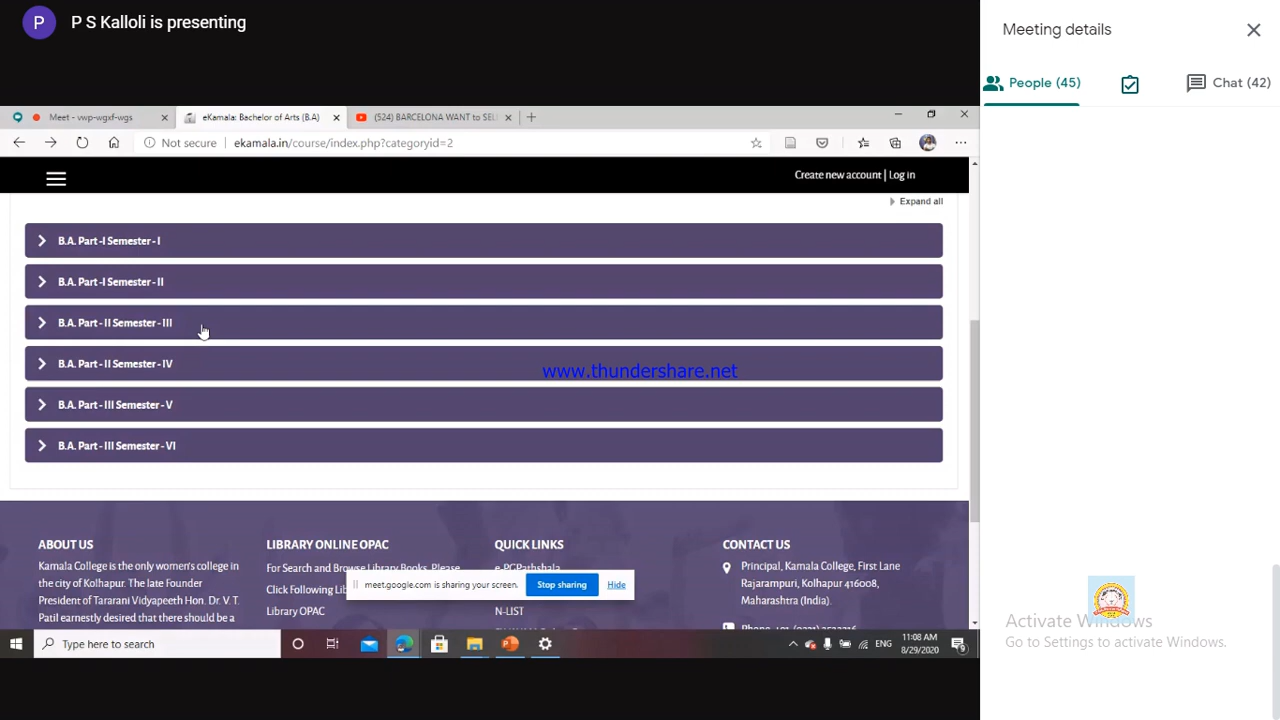 P
P S Kalloli is presenting
Meeting details
People (45)
Chat (42)
Meet - vwp-wgxf-wgs
eKamala: Bachelor of Arts (B.A)
(524) BARCELONA WANT to SEL
Not secure
ekamala.in/course/index.php?categoryid=2
Create new account | Log in
Expand all
B.A. Part -I Semester - I
B.A. Part -I Semester - II
B.A. Part - II Semester - III
B.A. Part - II Semester - IV
www.thundershare.net
B.A. Part - III Semester - V
B.A. Part - III Semester - VI
ABOUT US
Kamala College is the only women's college in
the city of Kolhapur. The late Founder
President of Tararani Vidyapeeth Hon. Dr. V. T.
Patil earnestly desired that there should be a
LIBRARY ONLINE OPAC
For Search and Browse Library Books, Please
Click Following
Library OPAC
QUICK LINKS
e-PGPathshala
N-LIST
CONTACT US
Principal, Kamala College, First Lane
Rajarampuri, Kolhapur 416008,
Maharashtra (India).
meet.google.com is sharing your screen.
Stop sharing
Hide
Type here to search
ENG
11:08 AM
8/29/2020
Activate Windows
Go to Settings to activate Windows.